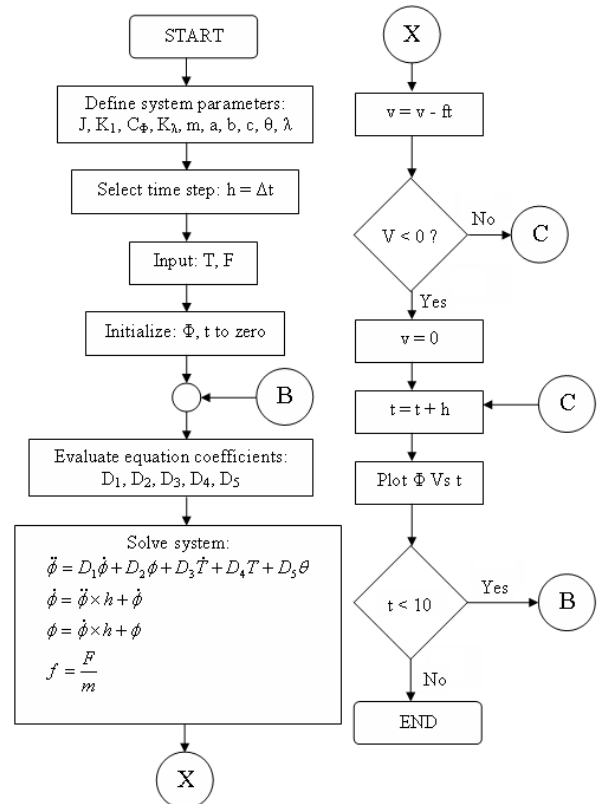 START
Define system parameters:
J, K₁, C_Φ, K_λ, m, a, b, c, θ, λ
Select time step: h = Δt
Input: T, F
Initialize: Φ, t to zero
B
Evaluate equation coefficients:
D₁, D₂, D₃, D₄, D₅
Solve system:
ϕ̈ = D₁ϕ̇ + D₂ϕ + D₃Ṫ + D₄T + D₅θ
ϕ̇ = ϕ̈ × h + ϕ̇
ϕ = ϕ̇ × h + ϕ
f = F/m
X
X
v = v - ft
V < 0 ?
No
C
Yes
v = 0
t = t + h
C
Plot Φ Vs t
t < 10
Yes
B
No
END